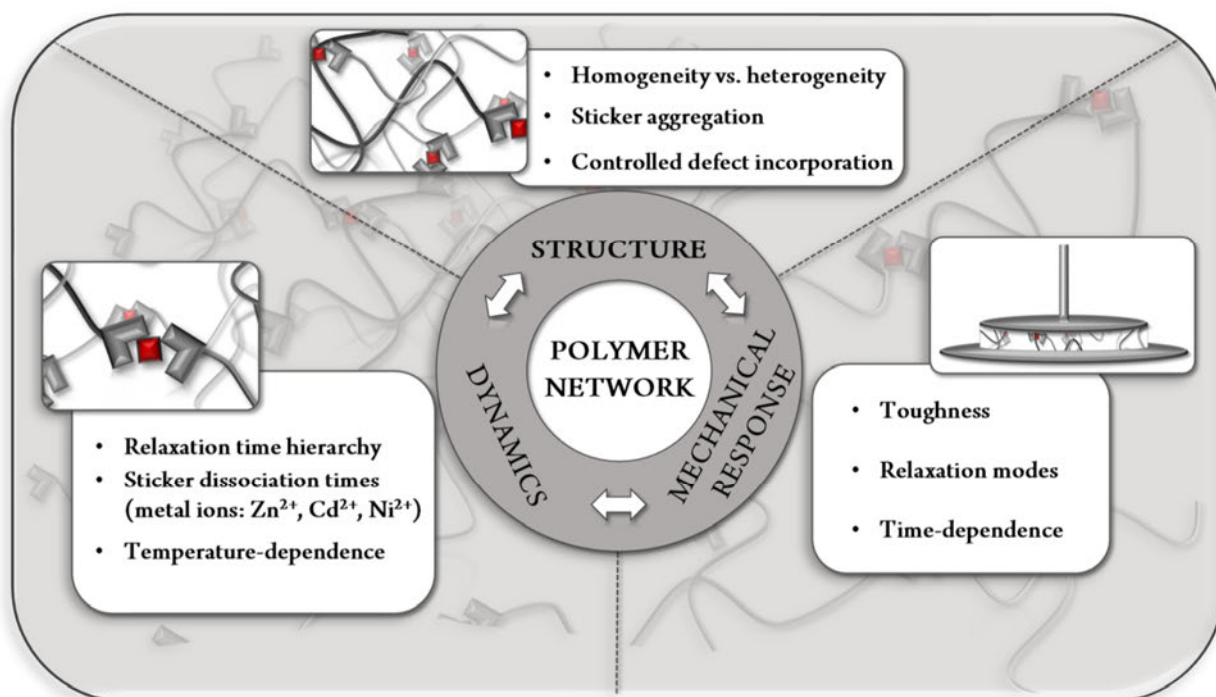 • Homogeneity vs. heterogeneity
• Sticker aggregation
• Controlled defect incorporation
STRUCTURE
POLYMER
NETWORK
DYNAMICS
MECHANICAL
RESPONSE
• Relaxation time hierarchy
• Sticker dissociation times
(metal ions: Zn²⁺, Cd²⁺, Ni²⁺)
• Temperature-dependence
• Toughness
• Relaxation modes
• Time-dependence